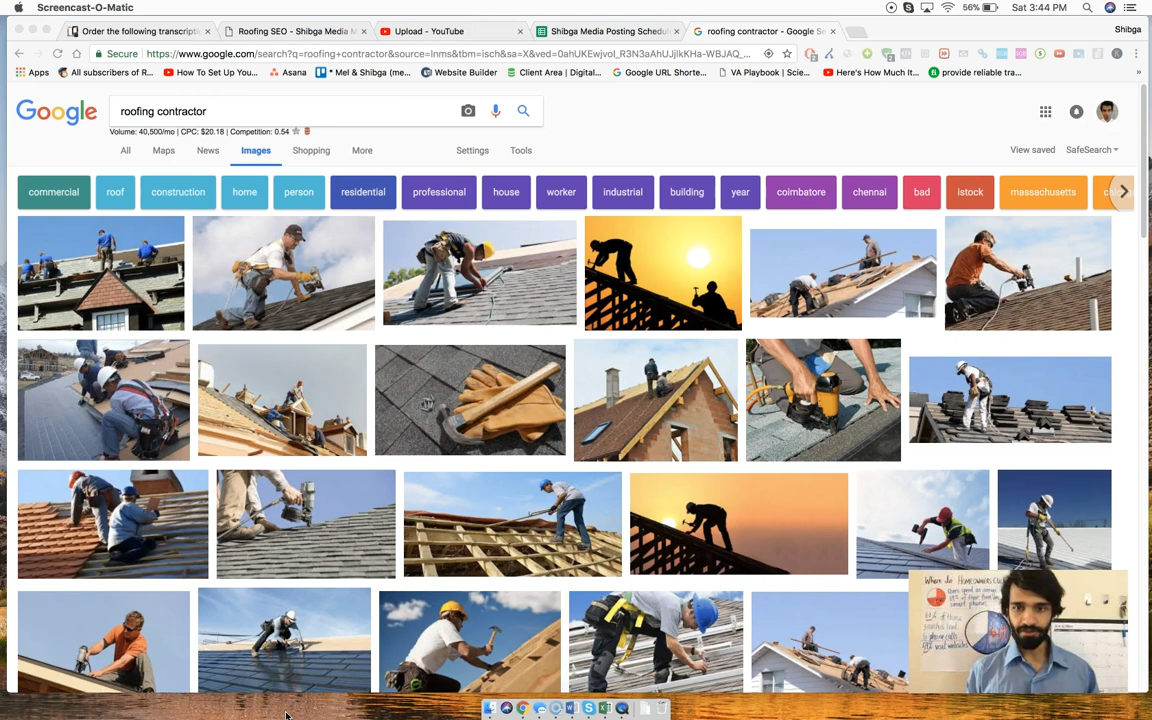 Screencast-O-Matic
56%
Sat 3:44 PM
Order the following transcripti
Roofing SEO - Shibga Media M
Upload - YouTube
Shibga Media Posting Schedu
roofing contractor - Google Se
Shibga
Secure
https://www.google.com/search?q=roofing+contractor&source=lnms&tbm=isch&sa=X&ved=0ahUKEwjvoI_R3N3aAhUJjlkKHa-WBJAQ_...
Apps
All subscribers of R...
How To Set Up You...
Asana
* Mel & Shibga (me...
Website Builder
Client Area | Digital...
Google URL Shorte...
VA Playbook | Scie...
Here's How Much It...
provide reliable tra...
Google
roofing contractor
Volume: 40,500/mo | CPC: $20.18 | Competition: 0.54
All
Maps
News
Images
Shopping
More
Settings
Tools
View saved
SafeSearch
commercial
roof
construction
home
person
residential
professional
house
worker
industrial
building
year
coimbatore
chennai
bad
istock
massachusetts
Where do Homeowners